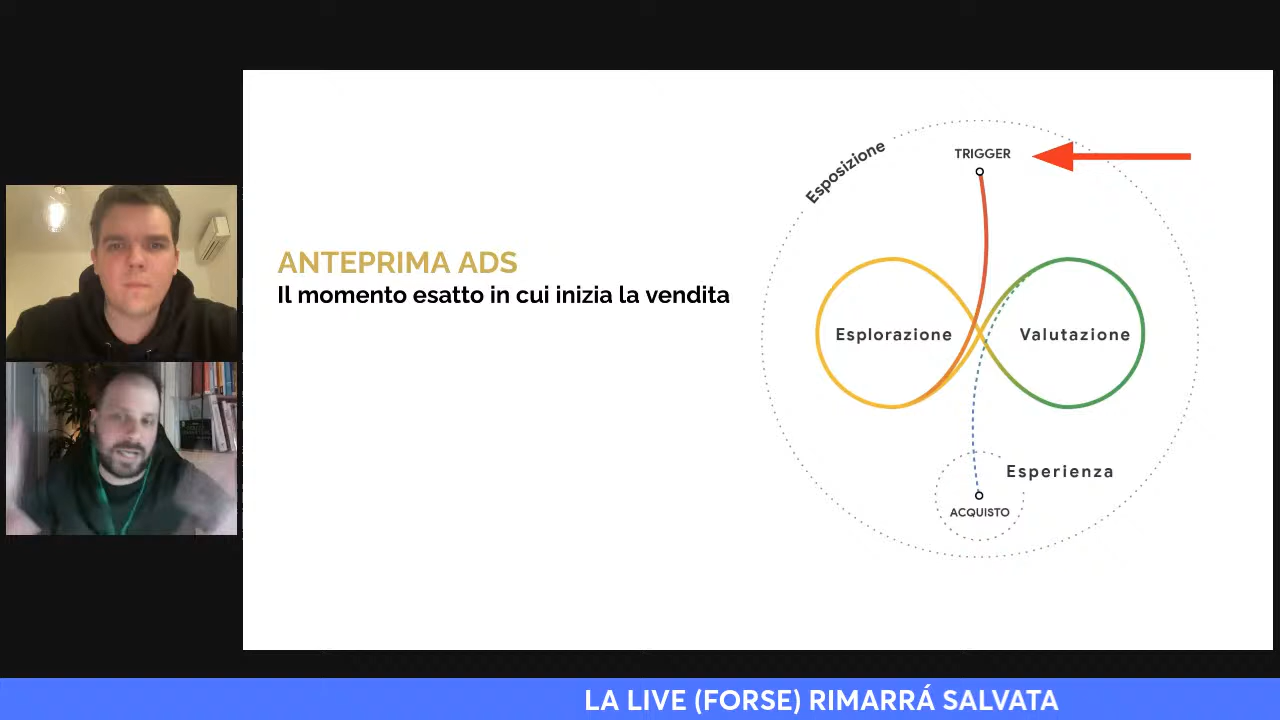 ANTEPRIMA ADS
Il momento esatto in cui inizia la vendita
Esposizione
TRIGGER
Esplorazione
Valutazione
Esperienza
ACQUISTO
LA LIVE (FORSE) RIMARRÁ SALVATA